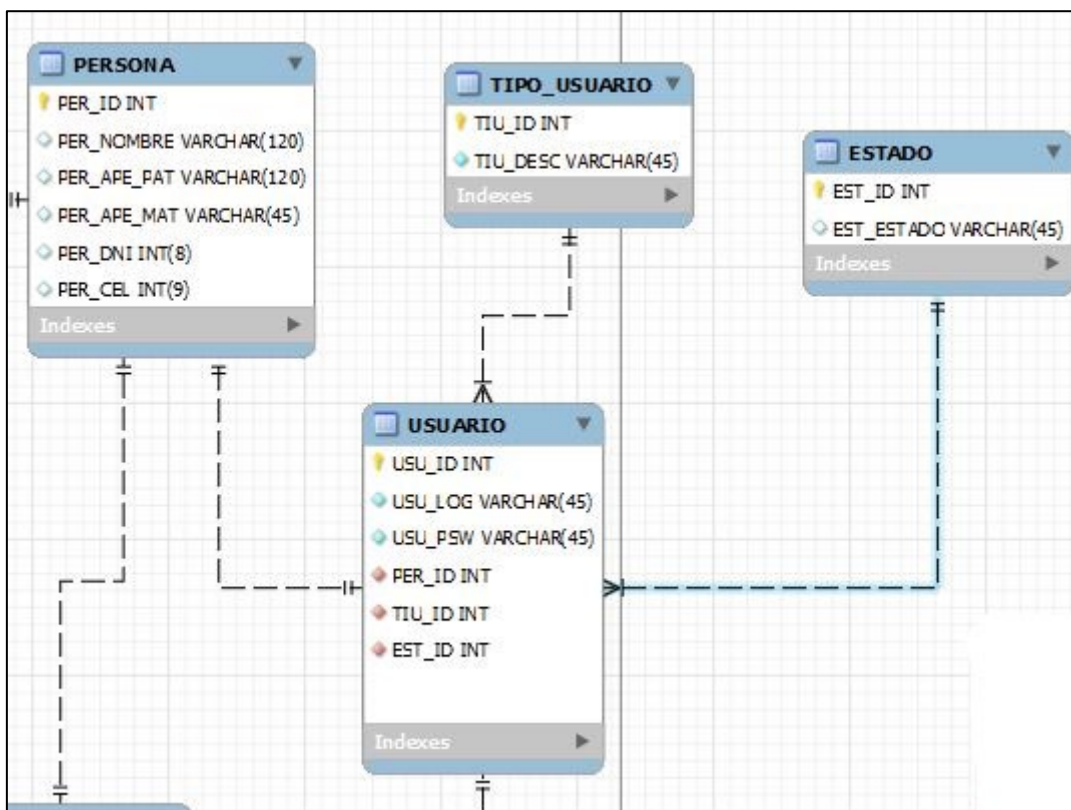 PERSONA
PER_ID INT
PER_NOMBRE VARCHAR(120)
PER_APE_PAT VARCHAR(120)
PER_APE_MAT VARCHAR(45)
PER_DNI INT(8)
PER_CEL INT(9)
Indexes
TIPO_USUARIO
TIU_ID INT
TIU_DESC VARCHAR(45)
Indexes
ESTADO
EST_ID INT
EST_ESTADO VARCHAR(45)
Indexes
USUARIO
USU_ID INT
USU_LOG VARCHAR(45)
USU_PSW VARCHAR(45)
PER_ID INT
TIU_ID INT
EST_ID INT
Indexes